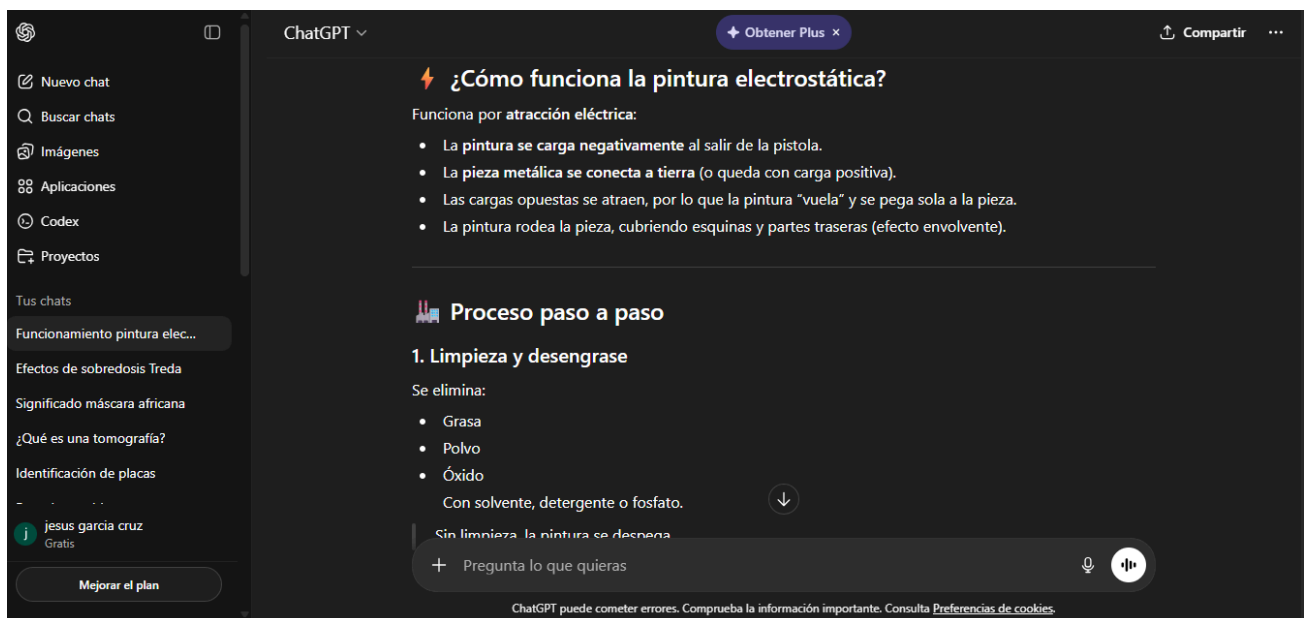 ChatGPT
Obtener Plus ×
Compartir
Nuevo chat
Buscar chats
Imágenes
Aplicaciones
Codex
Proyectos
Tus chats
Funcionamiento pintura elec...
Efectos de sobredosis Treda
Significado máscara africana
¿Qué es una tomografía?
Identificación de placas
j
jesus garcia cruz
Gratis
Mejorar el plan
¿Cómo funciona la pintura electrostática?
Funciona por atracción eléctrica:
• La pintura se carga negativamente al salir de la pistola.
• La pieza metálica se conecta a tierra (o queda con carga positiva).
• Las cargas opuestas se atraen, por lo que la pintura “vuela” y se pega sola a la pieza.
• La pintura rodea la pieza, cubriendo esquinas y partes traseras (efecto envolvente).
Proceso paso a paso
1. Limpieza y desengrase
Se elimina:
• Grasa
• Polvo
• Óxido
Con solvente, detergente o fosfato.
Sin limpieza, la pintura se despega
Pregunta lo que quieras
ChatGPT puede cometer errores. Comprueba la información importante. Consulta Preferencias de cookies.